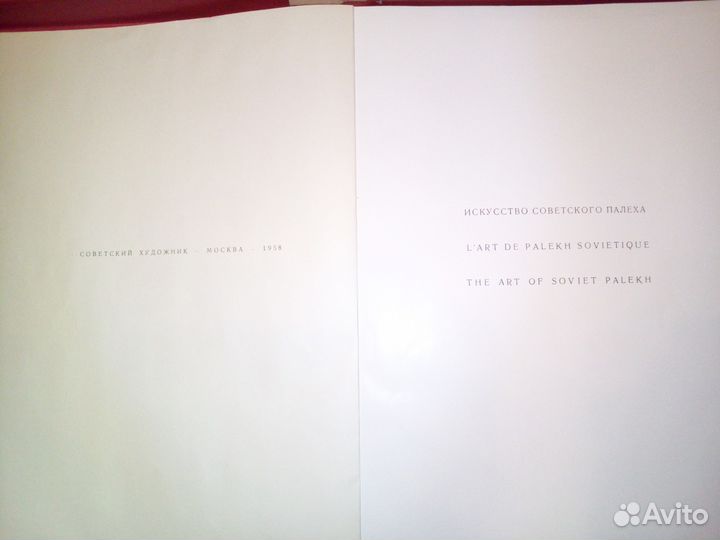 СОВЕТСКИЙ ХУДОЖНИК - МОСКВА - 1958
ИСКУССТВО СОВЕТСКОГО ПАЛЕХА
L'ART DE PALEKH SOVIETIQUE
THE ART OF SOVIET PALEKH
Avito